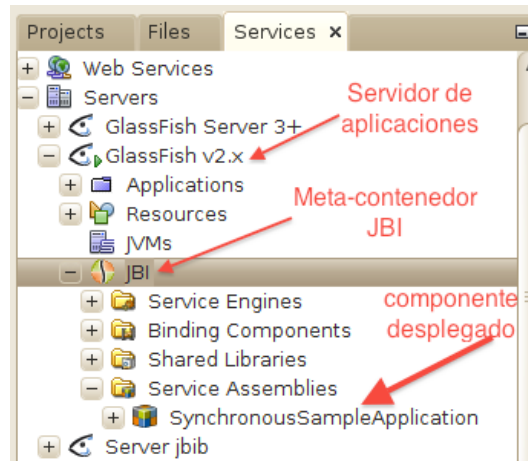 Projects Files Services ×
Web Services
Servers
Servidor de
aplicaciones
GlassFish Server 3+
GlassFish v2.x
Applications
Meta-contenedor
JBI
Resources
JVMs
JBI
Service Engines
componente
desplegado
Binding Components
Shared Libraries
Service Assemblies
SynchronousSampleApplication
Server jbib